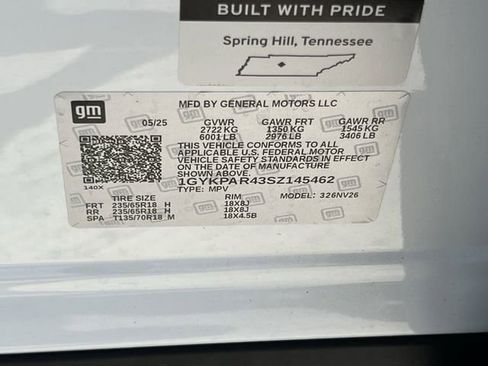 BUILT WITH PRIDE
Spring Hill, Tennessee
gm
MFD BY GENERAL MOTORS LLC
05/25 GVWR GAWR FRT GAWR RR
2722 KG 1350 KG 1545 KG
6001 LB 2976 LB 3406 LB
THIS VEHICLE CONFORMS TO ALL
APPLICABLE U.S. FEDERAL MOTOR
VEHICLE SAFETY STANDARDS IN EFFECT ON
THE DATE OF MANUFACTURE
SHOWN ABOVE.
1GYKPAR43SZ145462
140X TYPE: MPV MODEL: 326NV26
TIRE SIZE RIM
FRT 235/65R18 H 18X8J
RR 235/65R18 H 18X8J
SPA T135/70R18 M 18X4.5B